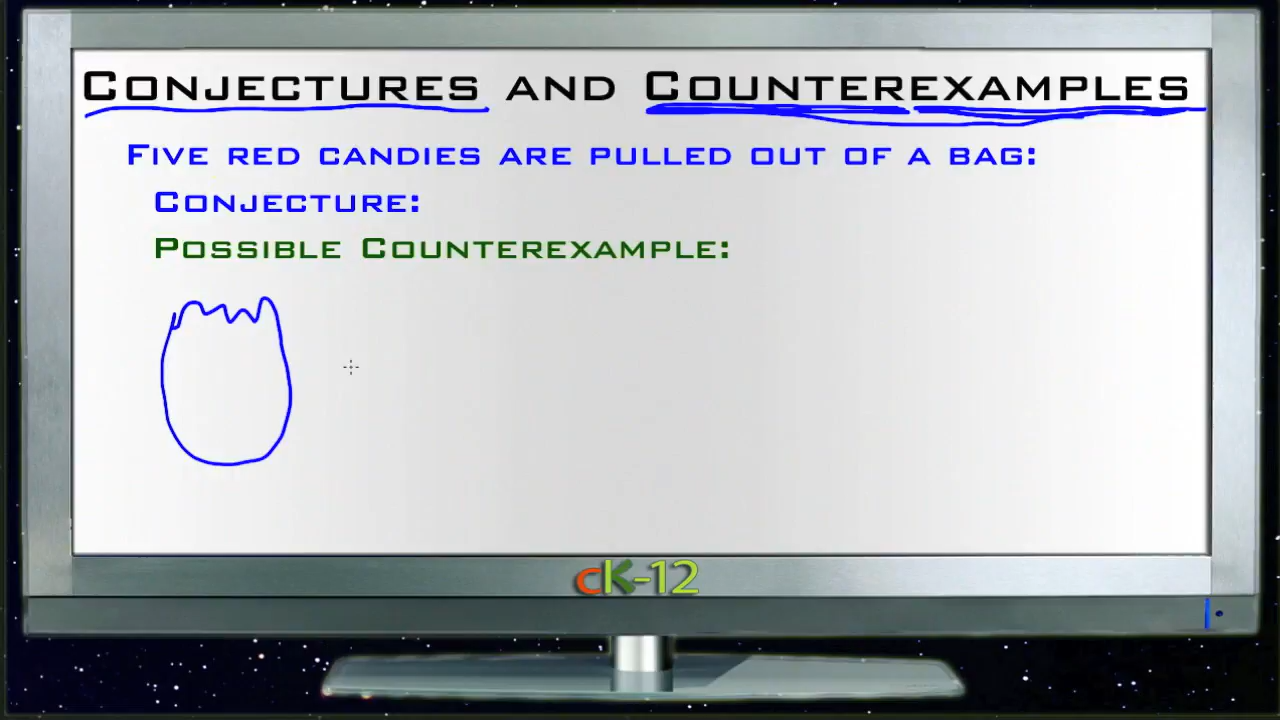 Conjectures and Counterexamples
Five red candies are pulled out of a bag:
Conjecture:
Possible Counterexample:
cK-12